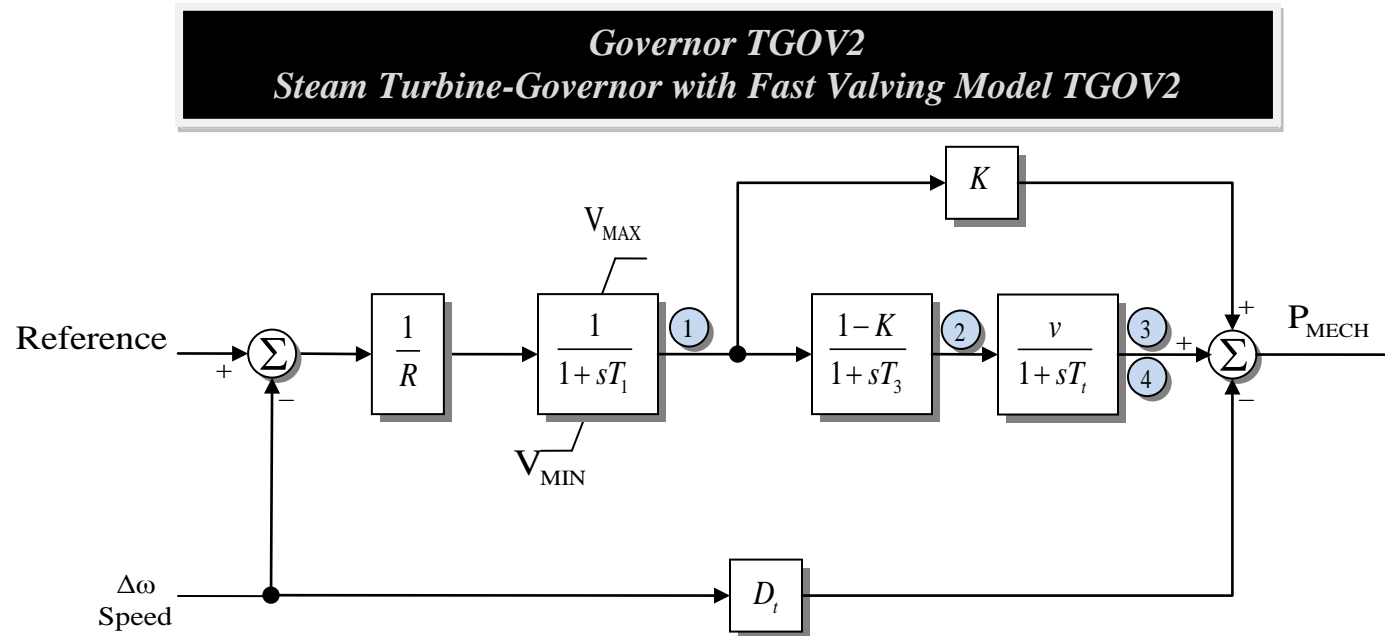 Governor TGOV2
Steam Turbine-Governor with Fast Valving Model TGOV2
K
V_MAX
Reference
+
Σ
−
1
R
1
1 + sT_1
1
1 − K
1 + sT_3
2
v
1 + sT_t
3
4
+
+
Σ
−
P_MECH
V_MIN
Δω
Speed
D_t